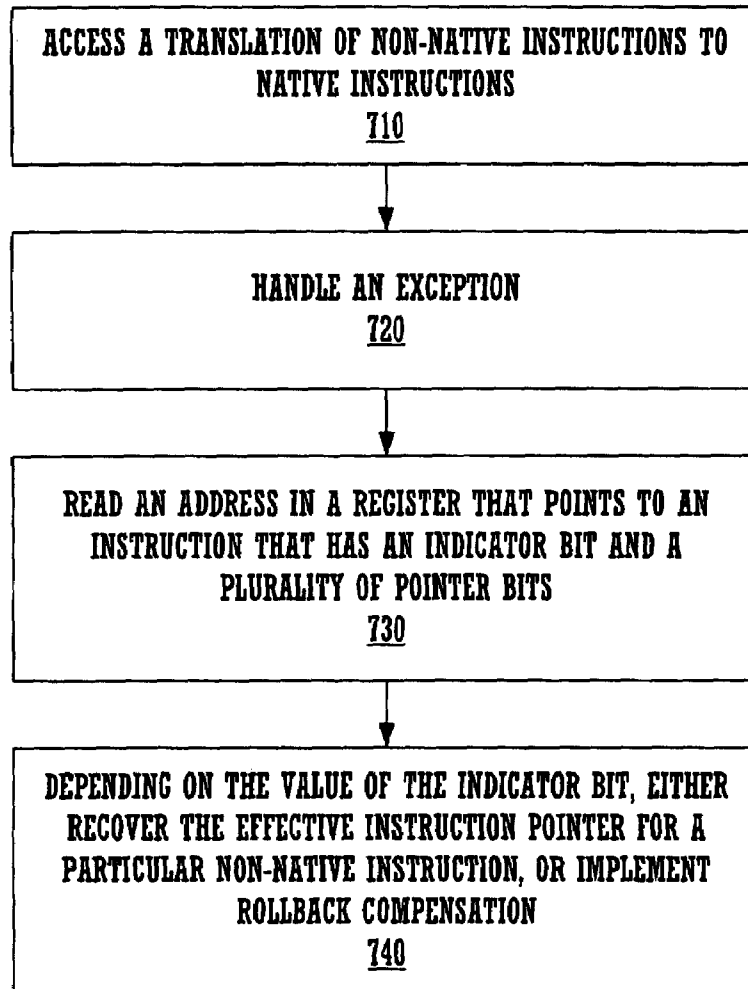 ACCESS A TRANSLATION OF NON-NATIVE INSTRUCTIONS TO
NATIVE INSTRUCTIONS
710
HANDLE AN EXCEPTION
720
READ AN ADDRESS IN A REGISTER THAT POINTS TO AN
INSTRUCTION THAT HAS AN INDICATOR BIT AND A
PLURALITY OF POINTER BITS
730
DEPENDING ON THE VALUE OF THE INDICATOR BIT, EITHER
RECOVER THE EFFECTIVE INSTRUCTION POINTER FOR A
PARTICULAR NON-NATIVE INSTRUCTION, OR IMPLEMENT
ROLLBACK COMPENSATION
740